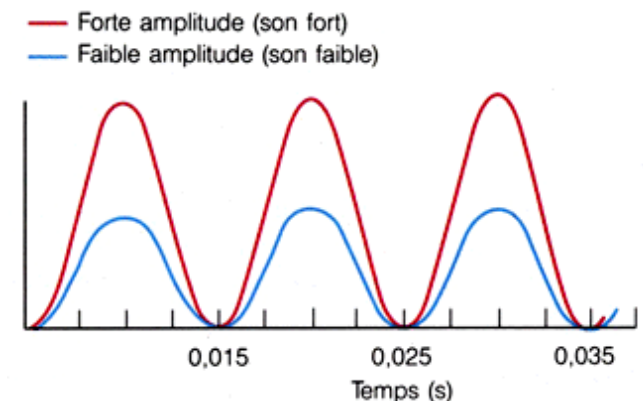 Forte amplitude (son fort)
Faible amplitude (son faible)
0,015 0,025 0,035
Temps (s)